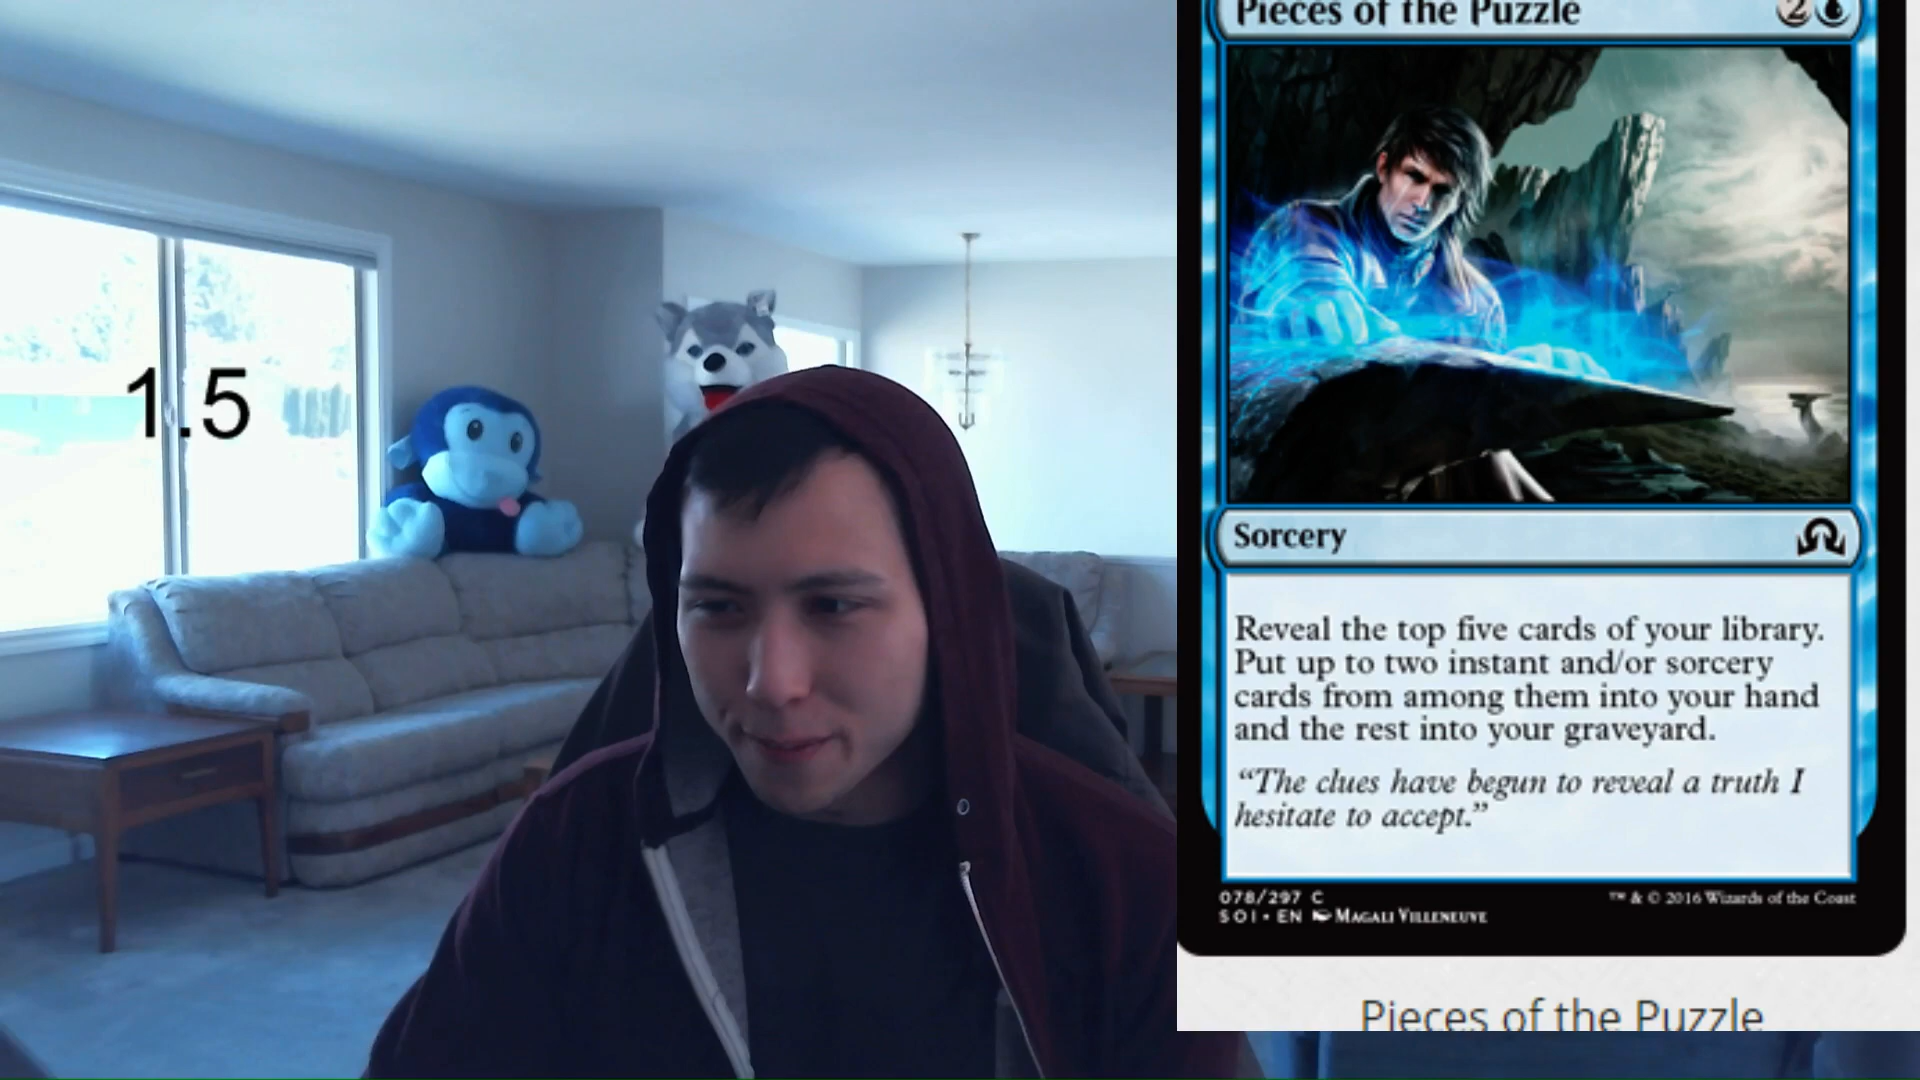 Pieces of the Puzzle 2
1.5
Sorcery
Reveal the top five cards of your library.
Put up to two instant and/or sorcery
cards from among them into your hand
and the rest into your graveyard.
“The clues have begun to reveal a truth I
hesitate to accept.”
078/297 C
™ & © 2016 Wizards of the Coast
SOI • EN Magali Villeneuve
Pieces of the Puzzle